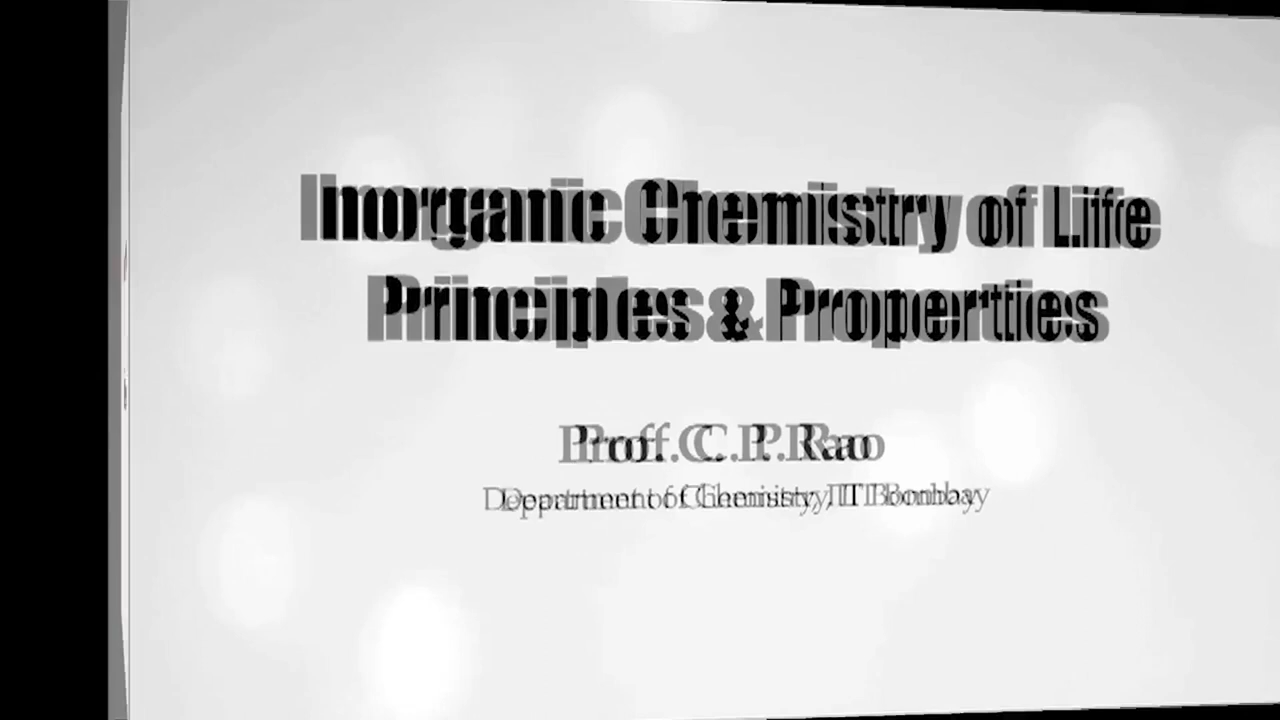 Inorganic Chemistry of Life
Principles & Properties
Prof. C. P. Rao
Department of Chemistry, IIT Bombay